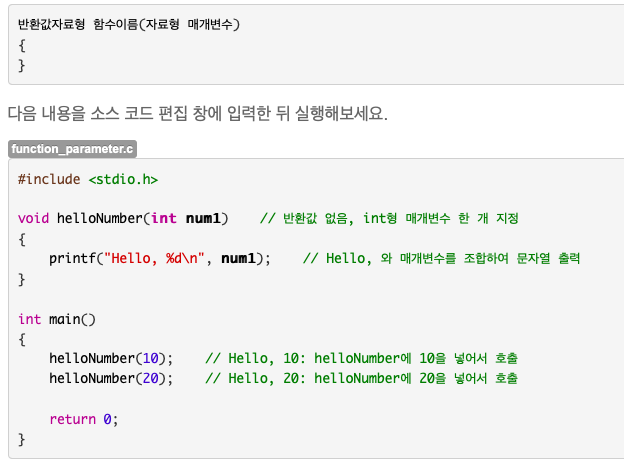 반환값자료형 함수이름(자료형 매개변수)
{
}
다음 내용을 소스 코드 편집 창에 입력한 뒤 실행해보세요.
function_parameter.c
#include <stdio.h>
void helloNumber(int num1)    // 반환값 없음, int형 매개변수 한 개 지정
{
    printf("Hello, %d\n", num1);    // Hello, 와 매개변수를 조합하여 문자열 출력
}
int main()
{
    helloNumber(10);    // Hello, 10: helloNumber에 10을 넣어서 호출
    helloNumber(20);    // Hello, 20: helloNumber에 20을 넣어서 호출
    return 0;
}